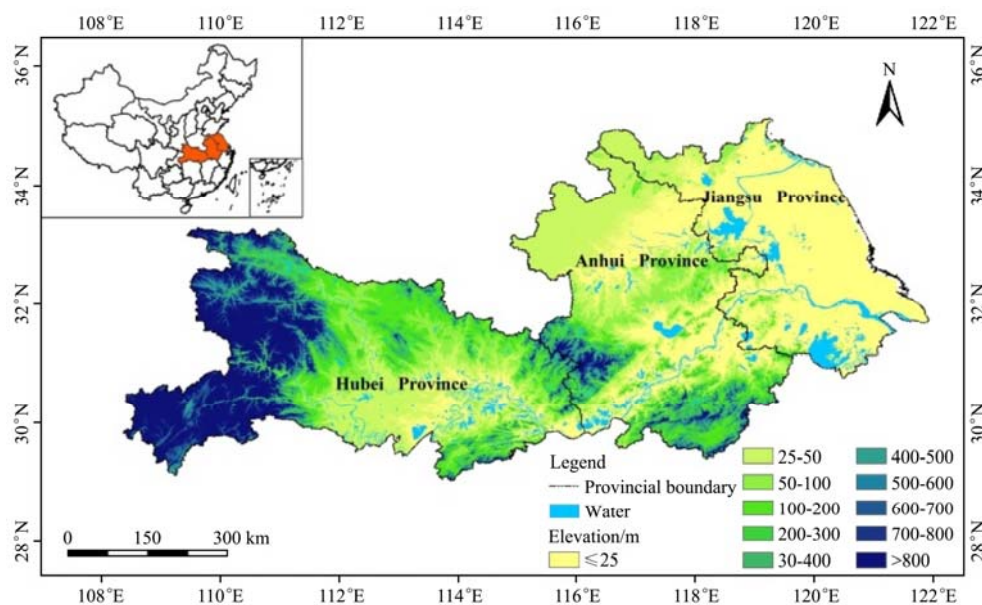 108°E 110°E 112°E 114°E 116°E 118°E 120°E 122°E
36°N
36°N
N
34°N
34°N
Jiangsu Province
Anhui Province
32°N
32°N
Hubei Province
30°N
30°N
Legend
Provincial boundary
Water
Elevation/m
≤25
25-50
50-100
100-200
200-300
30-400
400-500
500-600
600-700
700-800
>800
0 150 300 km
28°N
28°N
108°E 110°E 112°E 114°E 116°E 118°E 120°E 122°E